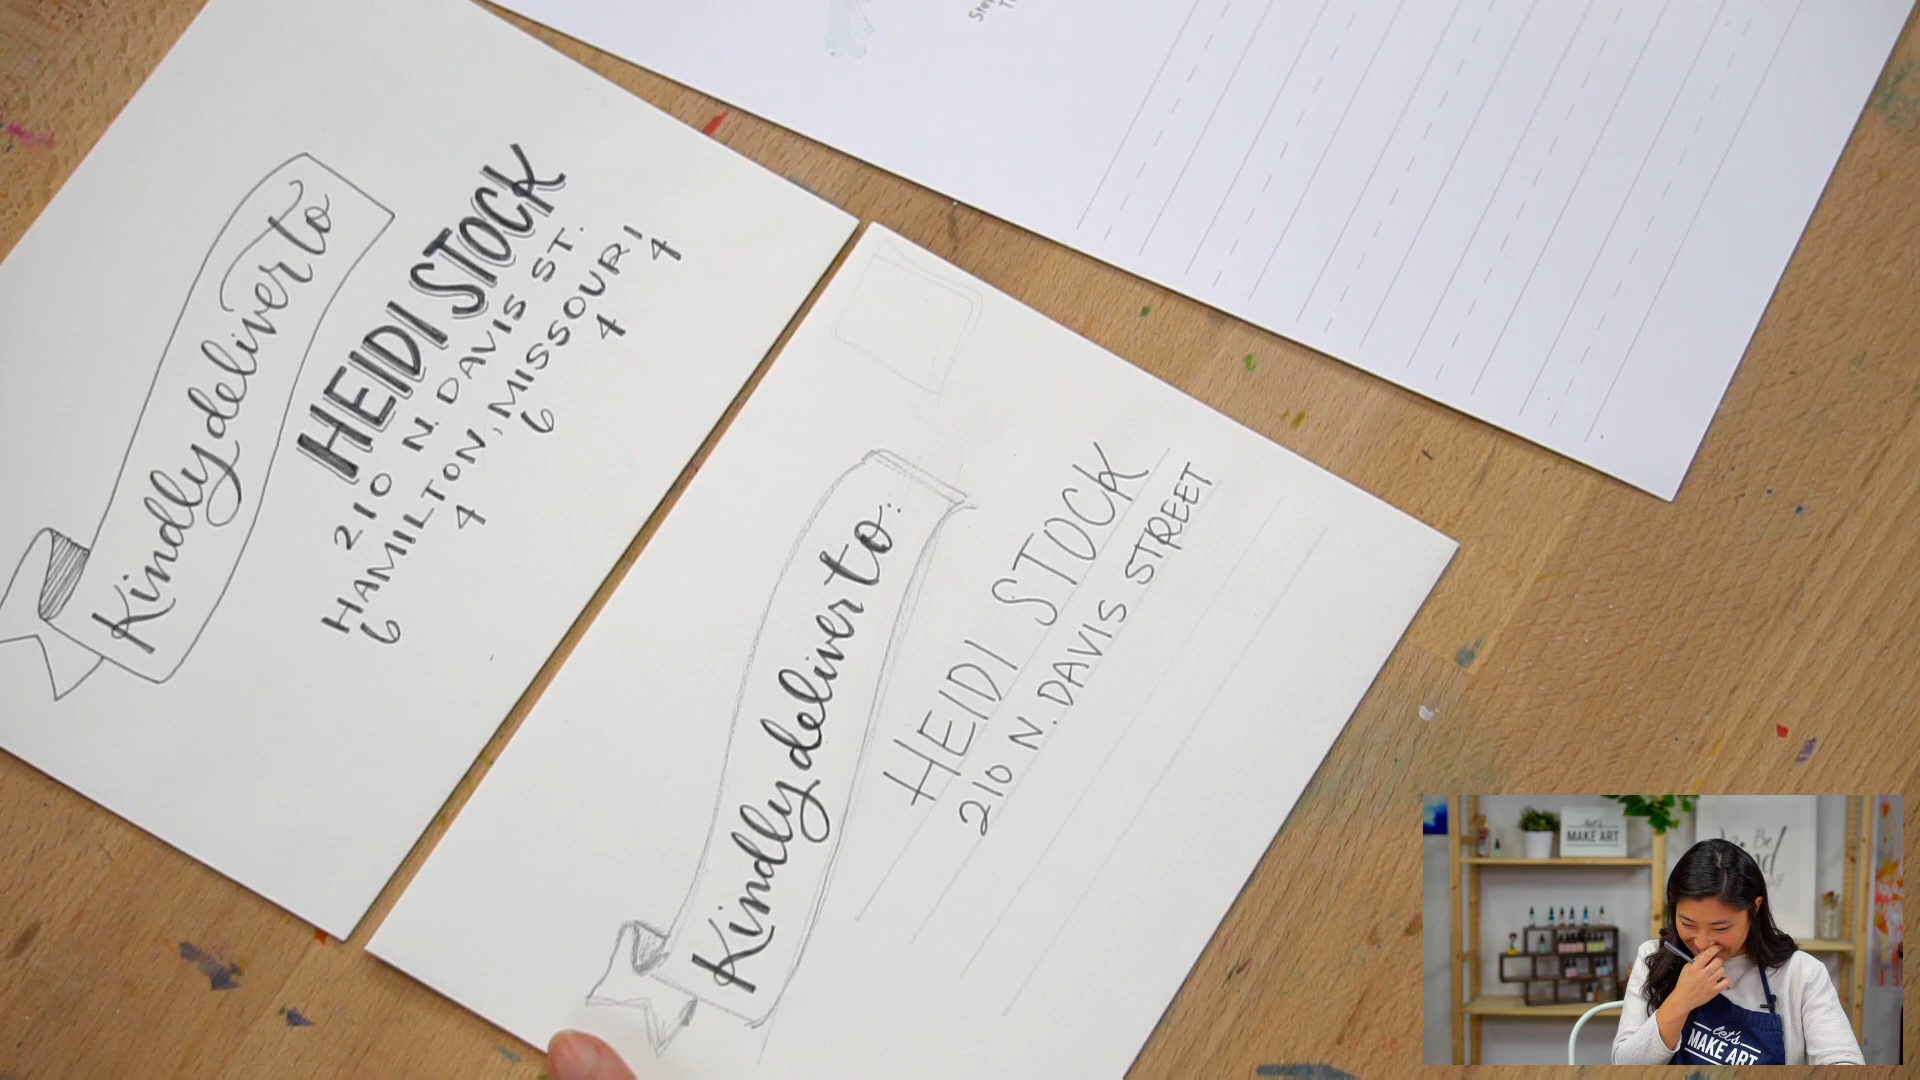 Kindly deliver to
HEIDI STOCK
210 N. DAVIS ST.
HAMILTON, MISSOURI
6 4 6 4 4
Kindly deliver to:
HEIDI STOCK
210 N. DAVIS STREET
let's
MAKE ART
Be
let's
MAKE ART